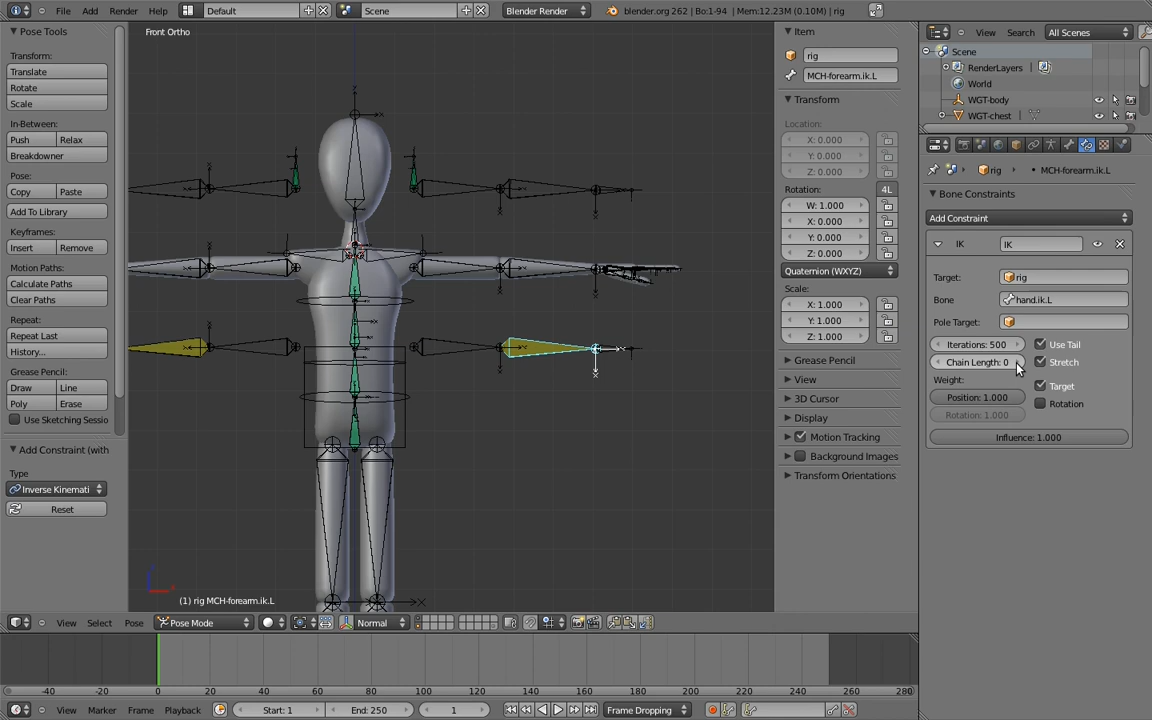 File Add Render Help Default Scene Blender Render blender.org 262 | Bo:1-94 | Mem:12.23M (0.10M) | rig
Pose Tools
Transform:
Translate
Rotate
Scale
In-Between:
Push Relax
Breakdowner
Pose:
Copy Paste
Add To Library
Keyframes:
Insert Remove
Motion Paths:
Calculate Paths
Clear Paths
Repeat:
Repeat Last
History...
Grease Pencil:
Draw Line
Poly Erase
Use Sketching Sessio
Add Constraint (with
Type
Inverse Kinemati
Reset
Front Ortho
(1) rig MCH-forearm.ik.L
View Select Pose Pose Mode Normal
Item
rig
MCH-forearm.ik.L
Transform
Location:
X: 0.000
Y: 0.000
Z: 0.000
Rotation: 4L
W: 1.000
X: 0.000
Y: 0.000
Z: 0.000
Quaternion (WXYZ)
Scale:
X: 1.000
Y: 1.000
Z: 1.000
Grease Pencil
View
3D Cursor
Display
Motion Tracking
Background Images
Transform Orientations
View Search All Scenes
Scene
RenderLayers
World
WGT-body
WGT-chest
rig MCH-forearm.ik.L
Bone Constraints
Add Constraint
IK IK
Target: rig
Bone hand.ik.L
Pole Target:
Iterations: 500 Use Tail
Chain Length: 0 Stretch
Weight:
Target
Position: 1.000
Rotation
Rotation: 1.000
Influence: 1.000
-40 -20 0 20 40 60 80 100 120 140 160 180 200 220 240 260 280
View Marker Frame Playback Start: 1 End: 250 1 Frame Dropping